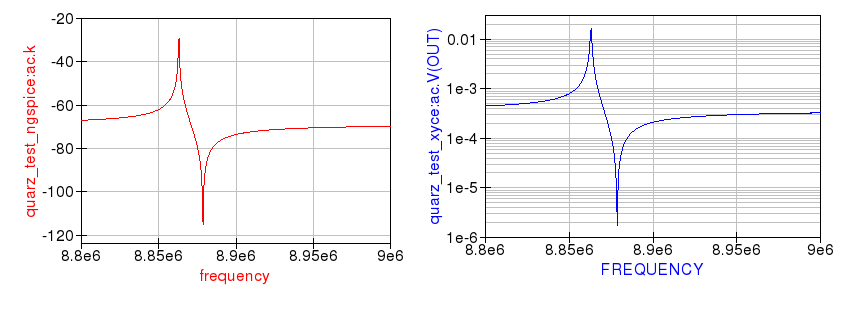 quarz_test_ngspice:ac.k
-20
-40
-60
-80
-100
-120
8.8e6 8.85e6 8.9e6 8.95e6 9e6
frequency
quarz_test_xyce:ac.V(OUT)
0.01
1e-3
1e-4
1e-5
1e-6
8.8e6 8.85e6 8.9e6 8.95e6 9e6
FREQUENCY